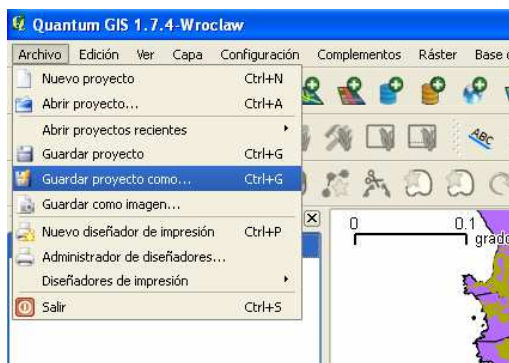 Quantum GIS 1.7.4-Wroclaw
Archivo Edición Ver Capa Configuración Complementos Ráster Base
Nuevo proyecto Ctrl+N
Abrir proyecto... Ctrl+A
Abrir proyectos recientes
Guardar proyecto Ctrl+G
Guardar proyecto como... Ctrl+G
Guardar como imagen...
Nuevo diseñador de impresión Ctrl+P
Administrador de diseñadores...
Diseñadores de impresión
Salir Ctrl+S
ABC
0 0.1
grado